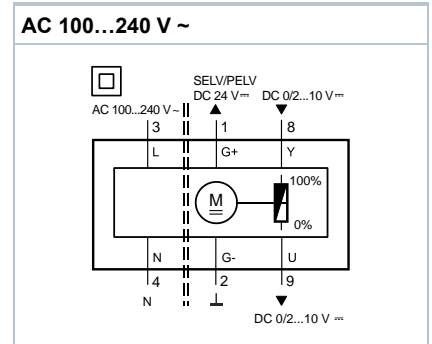 AC 100…240 V ~
SELV/PELV
AC 100...240 V ~ DC 24 V⎓ DC 0/2...10 V ⎓
3 1 8
L G+ Y
100%
M
0%
N G- U
4 2 9
N
DC 0/2...10 V ⎓